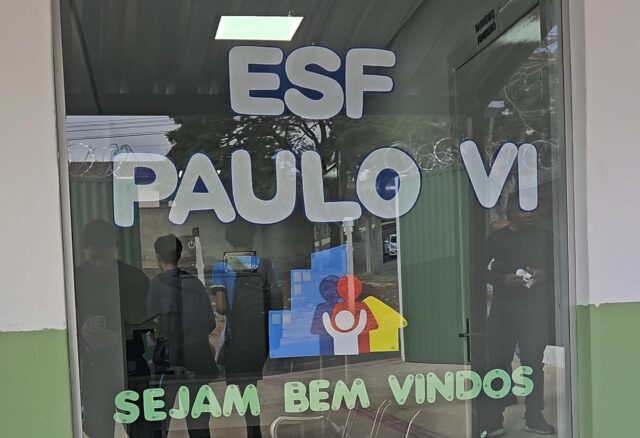 ESF
PAULO VI
SEJAM BEM VINDOS